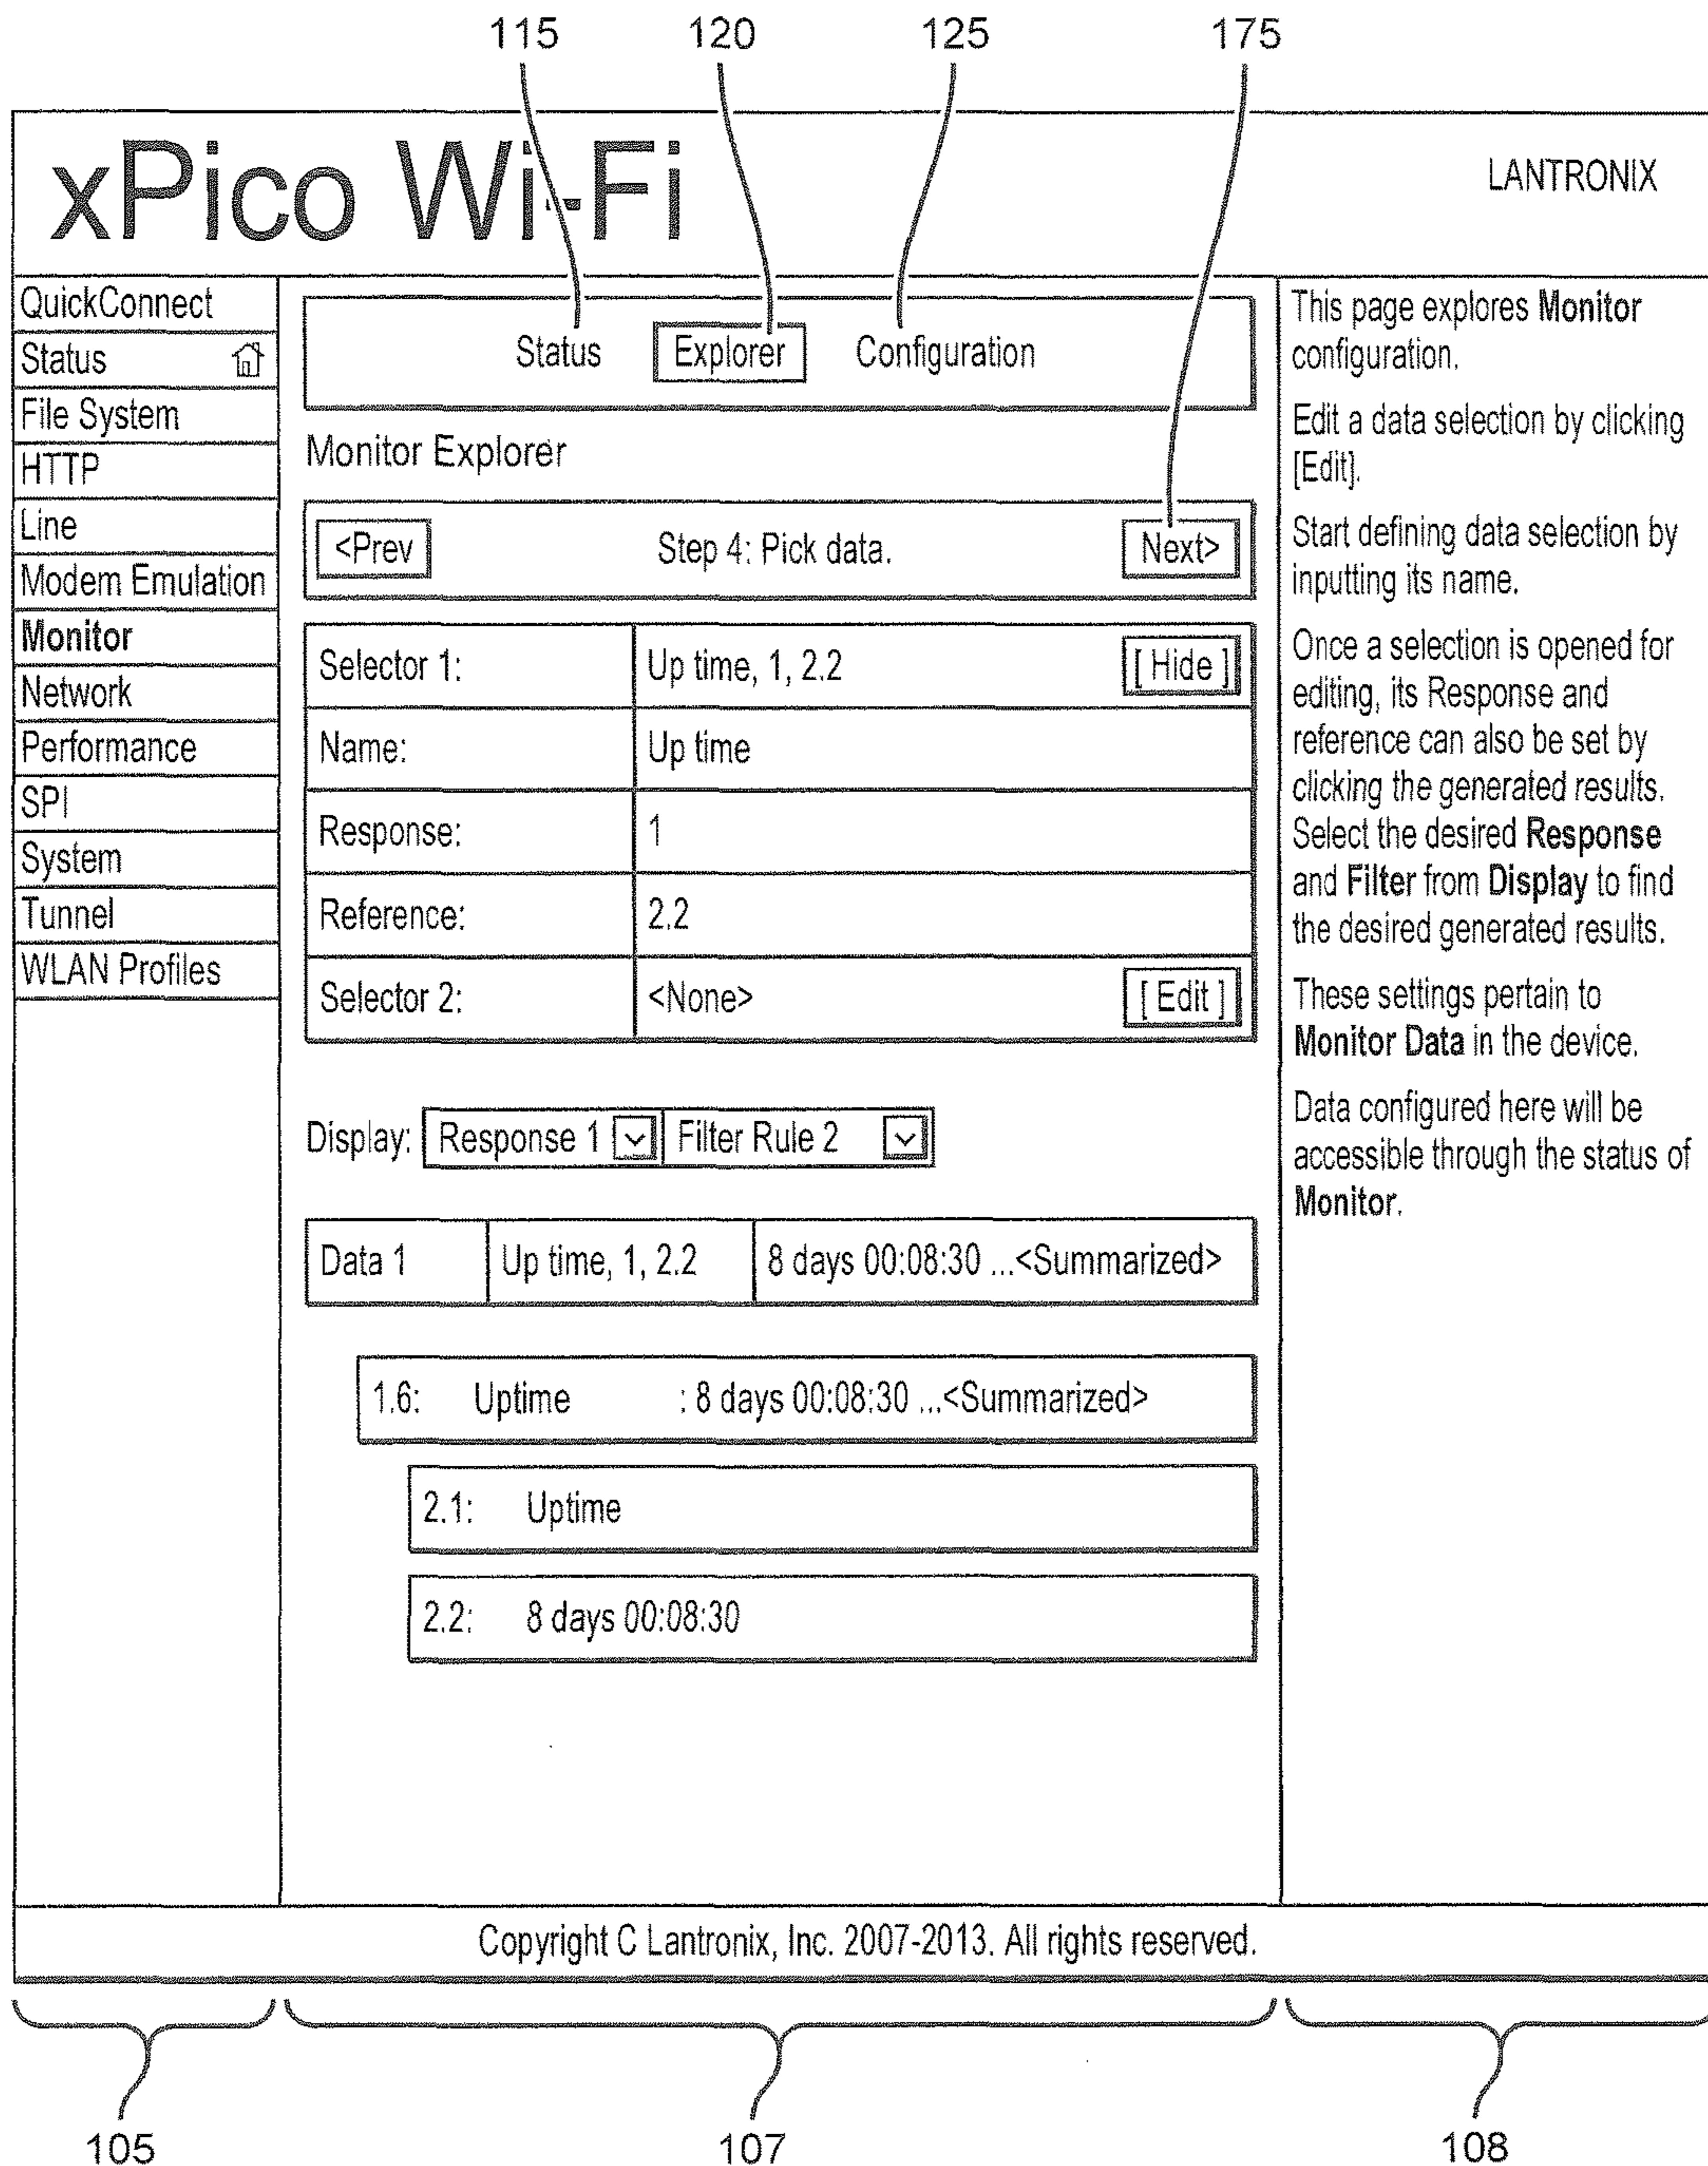 115 120 125 175
xPico Wi-Fi
LANTRONIX
QuickConnect
Status
File System
HTTP
Line
Modem Emulation
Monitor
Network
Performance
SPI
System
Tunnel
WLAN Profiles
Status Explorer Configuration
Monitor Explorer
<Prev Step 4: Pick data. Next>
Selector 1: Up time, 1, 2.2 [ Hide ]
Name: Up time
Response: 1
Reference: 2.2
Selector 2: <None> [ Edit ]
Display: Response 1 Filter Rule 2
Data 1 Up time, 1, 2.2 8 days 00:08:30 ...<Summarized>
1.6: Uptime : 8 days 00:08:30 ...<Summarized>
2.1: Uptime
2.2: 8 days 00:08:30
This page explores Monitor
configuration.
Edit a data selection by clicking
[Edit].
Start defining data selection by
inputting its name.
Once a selection is opened for
editing, its Response and
reference can also be set by
clicking the generated results.
Select the desired Response
and Filter from Display to find
the desired generated results.
These settings pertain to
Monitor Data in the device.
Data configured here will be
accessible through the status of
Monitor.
Copyright C Lantronix, Inc. 2007-2013. All rights reserved.
105 107 108